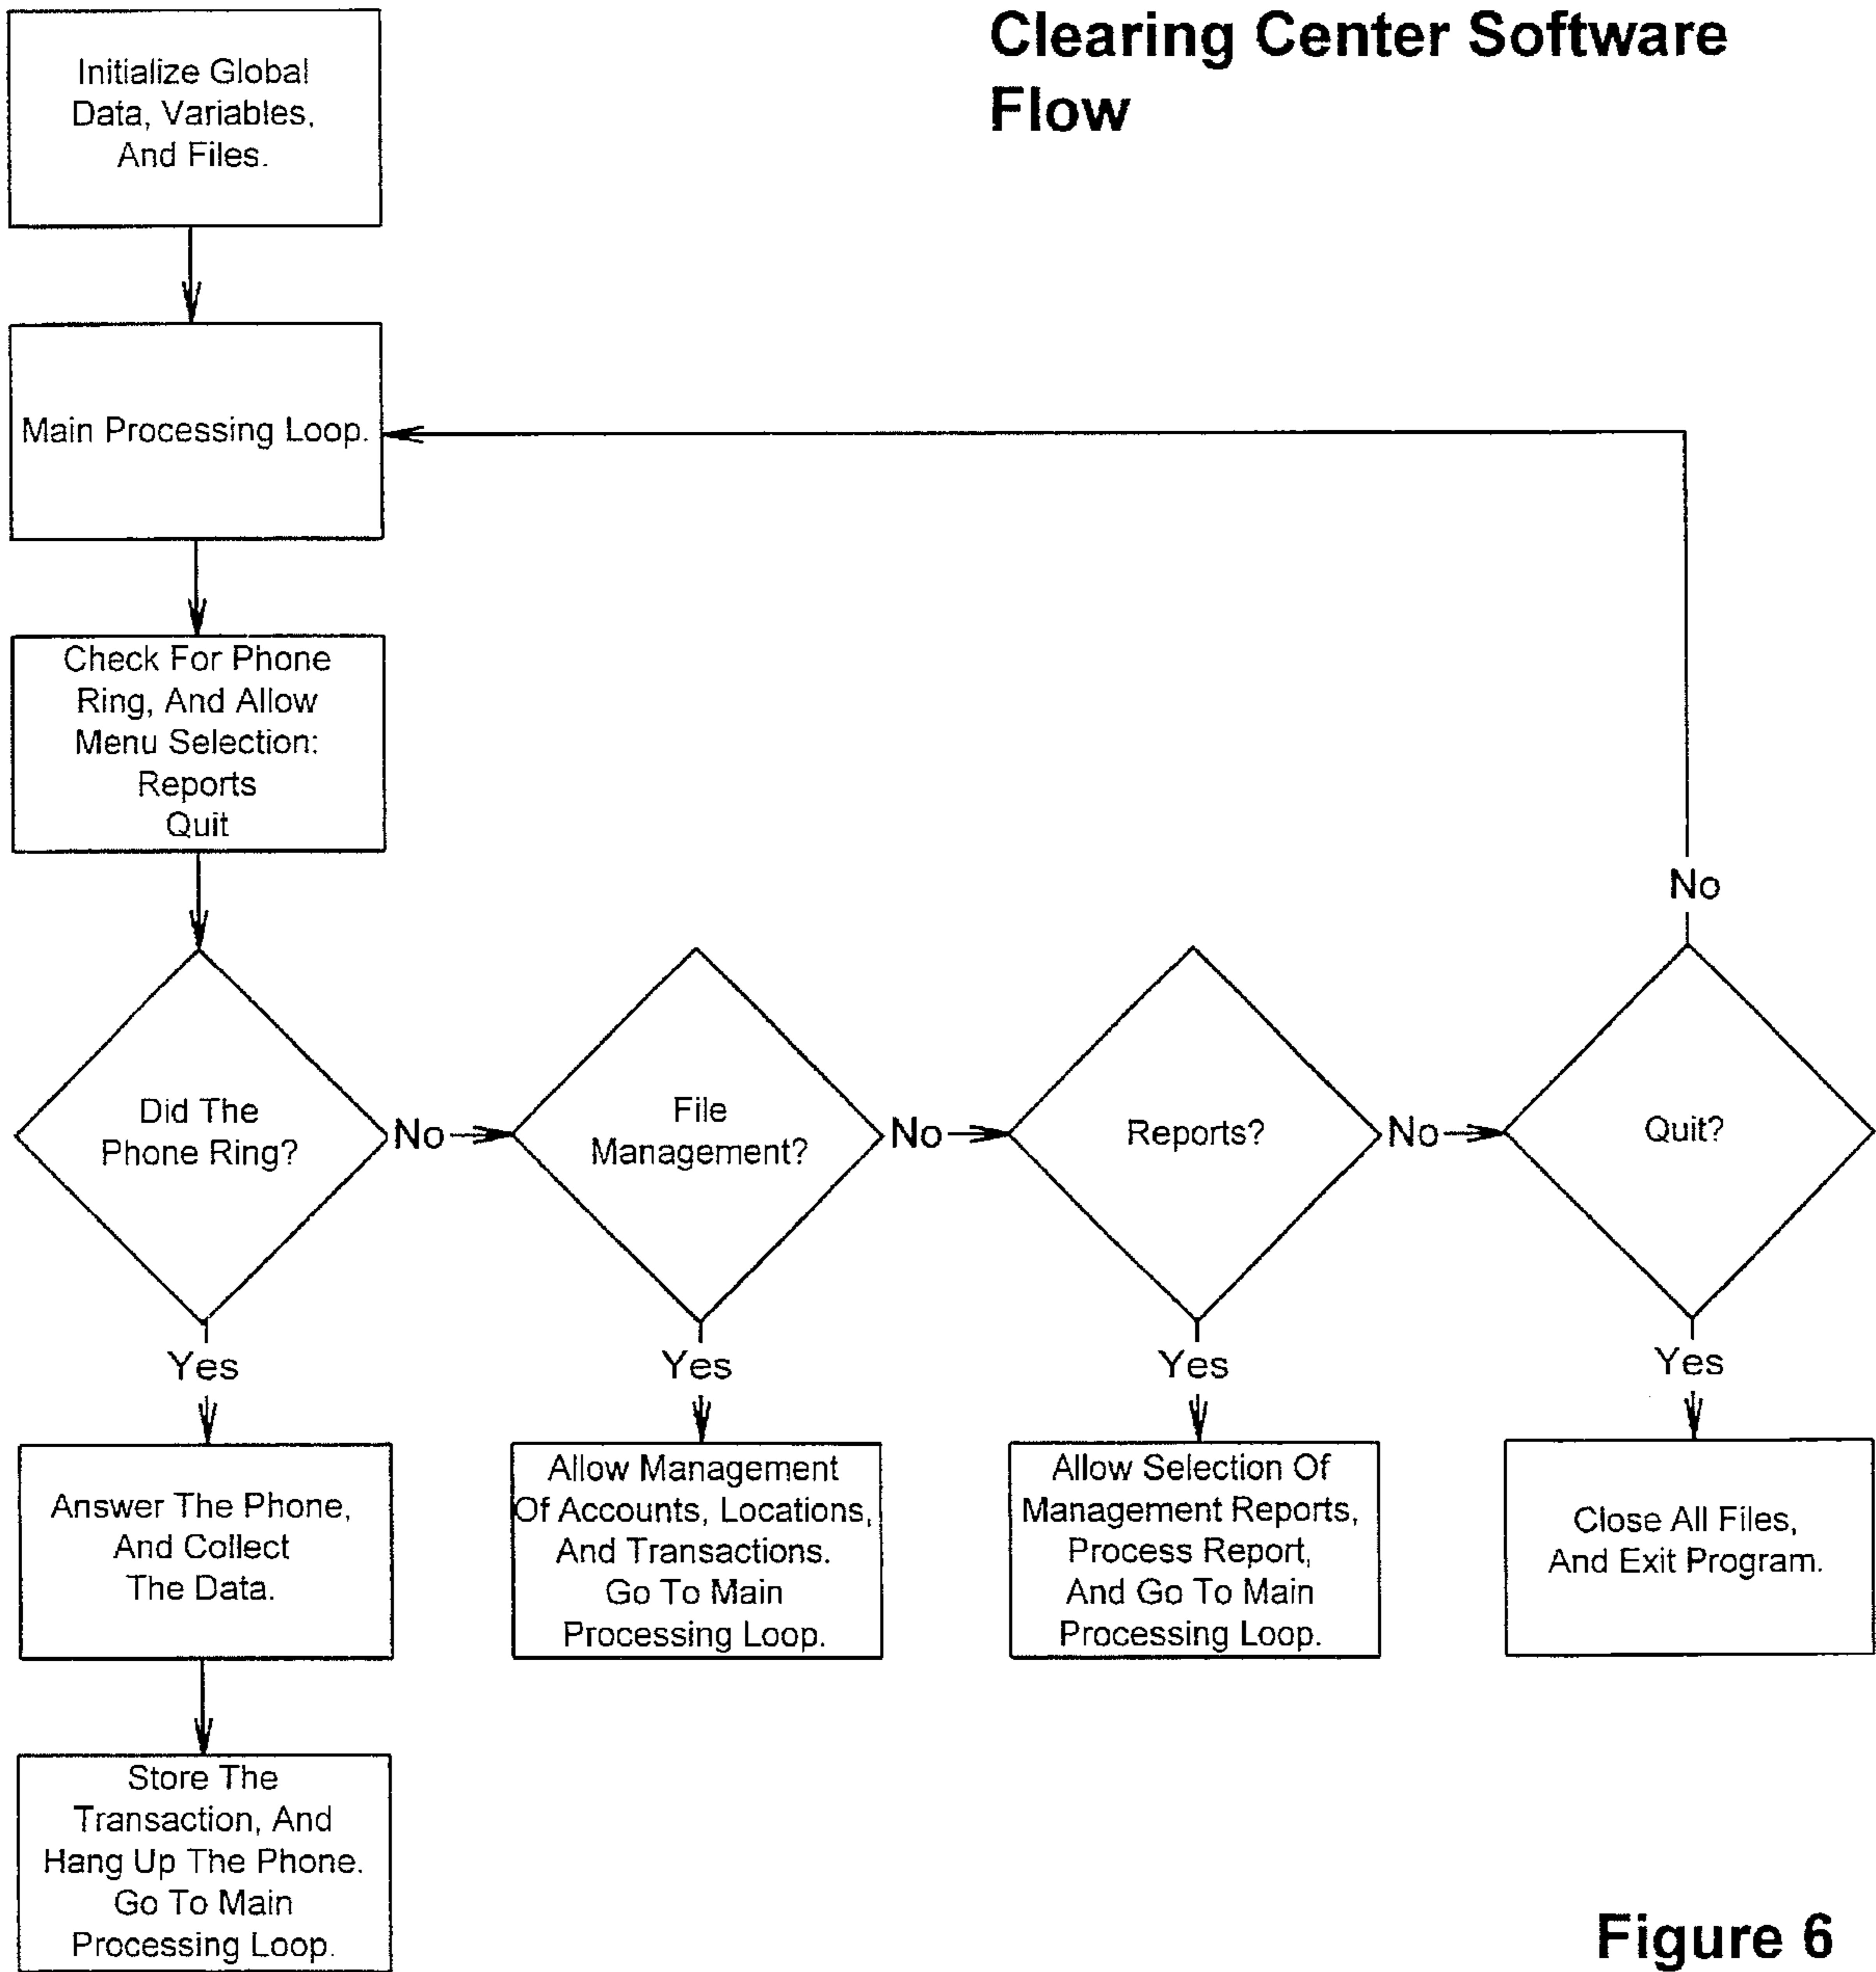 Clearing Center Software
Flow
Initialize Global
Data, Variables,
And Files.
Main Processing Loop.
Check For Phone
Ring, And Allow
Menu Selection:
Reports
Quit
No
Did The
Phone Ring?
No
File
Management?
No
Reports?
No
Quit?
Yes
Yes
Yes
Yes
Answer The Phone,
And Collect
The Data.
Allow Management
Of Accounts, Locations,
And Transactions.
Go To Main
Processing Loop.
Allow Selection Of
Management Reports,
Process Report,
And Go To Main
Processing Loop.
Close All Files,
And Exit Program.
Store The
Transaction, And
Hang Up The Phone.
Go To Main
Processing Loop.
Figure 6